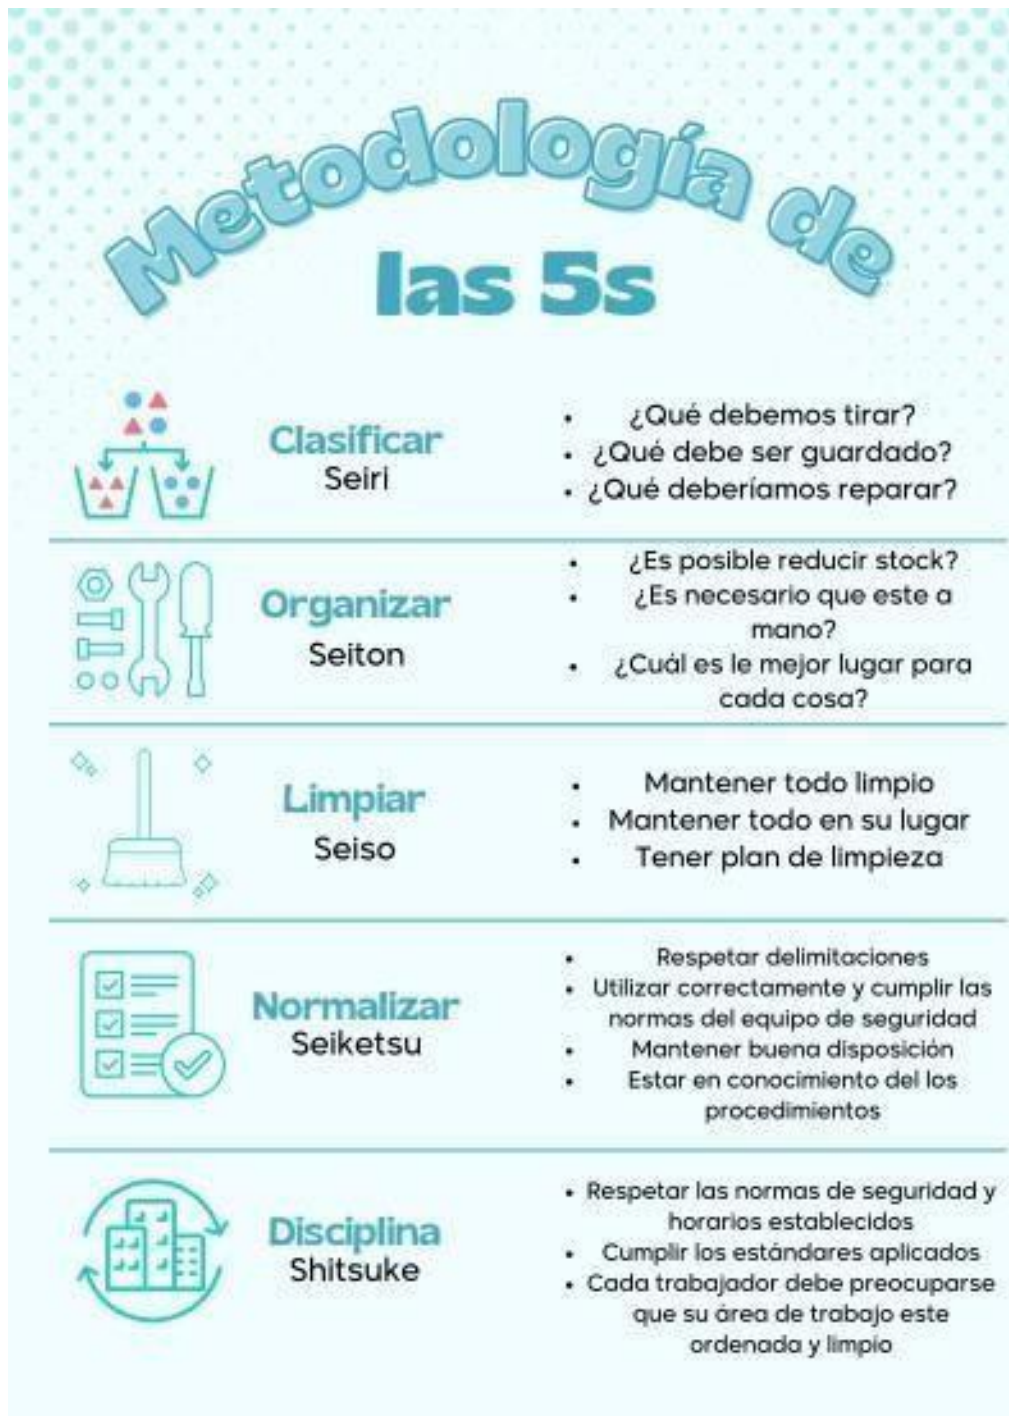 Metodología de
las 5s
Clasificar
Seiri
• ¿Qué debemos tirar?
• ¿Qué debe ser guardado?
• ¿Qué deberíamos reparar?
Organizar
Seiton
• ¿Es posible reducir stock?
• ¿Es necesario que este a
mano?
• ¿Cuál es le mejor lugar para
cada cosa?
Limpiar
Seiso
• Mantener todo limpio
• Mantener todo en su lugar
• Tener plan de limpieza
Normalizar
Seiketsu
• Respetar delimitaciones
• Utilizar correctamente y cumplir las
normas del equipo de seguridad
• Mantener buena disposición
• Estar en conocimiento del los
procedimientos
Disciplina
Shitsuke
• Respetar las normas de seguridad y
horarios establecidos
• Cumplir los estándares aplicados
• Cada trabajador debe preocuparse
que su área de trabajo este
ordenada y limpio